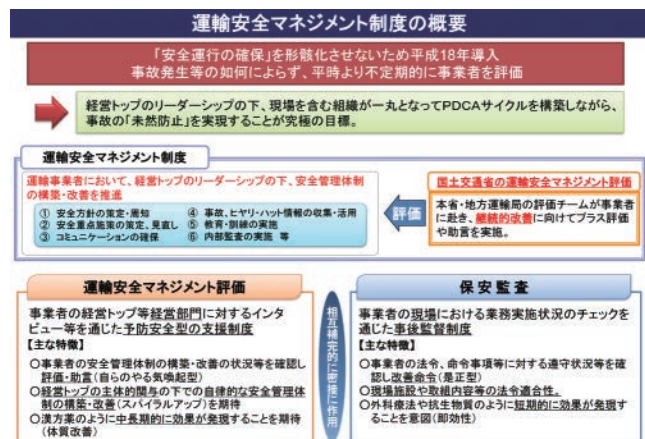 運輸安全マネジメント制度の概要
「安全運行の確保」を形骸化させないため平成18年導入
事故発生等の如何によらず、平時より不定期的に事業者を評価
経営トップのリーダーシップの下、現場を含む組織が一丸となってPDCAサイクルを構築しながら、
事故の「未然防止」を実現することが究極の目標。
運輸安全マネジメント制度
運輸事業者において、経営トップのリーダーシップの下、安全管理体制
の構築・改善を推進
① 安全方針の策定・周知
② 安全重点施策の策定、見直し
③ コミュニケーションの確保
④ 事故、ヒヤリ・ハット情報の収集・活用
⑤ 教育・訓練の実施
⑥ 内部監査の実施 等
評価
国土交通省の運輸安全マネジメント評価
本省・地方運輸局の評価チームが事業者
に赴き、継続的改善に向けてプラス評価
や助言を実施。
運輸安全マネジメント評価
事業者の経営トップ等経営部門に対するインタ
ビュー等を通じた予防安全型の支援制度
【主な特徴】
○事業者の安全管理体制の構築・改善の状況等を確認し
評価・助言(自らのやる気喚起型)
○経営トップの主体的関与の下での自律的な安全管理体
制の構築・改善(スパイラルアップ)を期待
○漢方薬のように中長期的に効果が発現することを期待
(体質改善)
相互補完的に密接に作用
保安監査
事業者の現場における業務実施状況のチェック
を通じた事後監督制度
【主な特徴】
○事業者の法令、命令事項等に対する遵守状況等を確
認し改善命令(是正型)
○現場施設や取組内容等の法令適合性。
○外科療法や抗生物質のように短期的に効果が発現す
ることを意図(即効性)